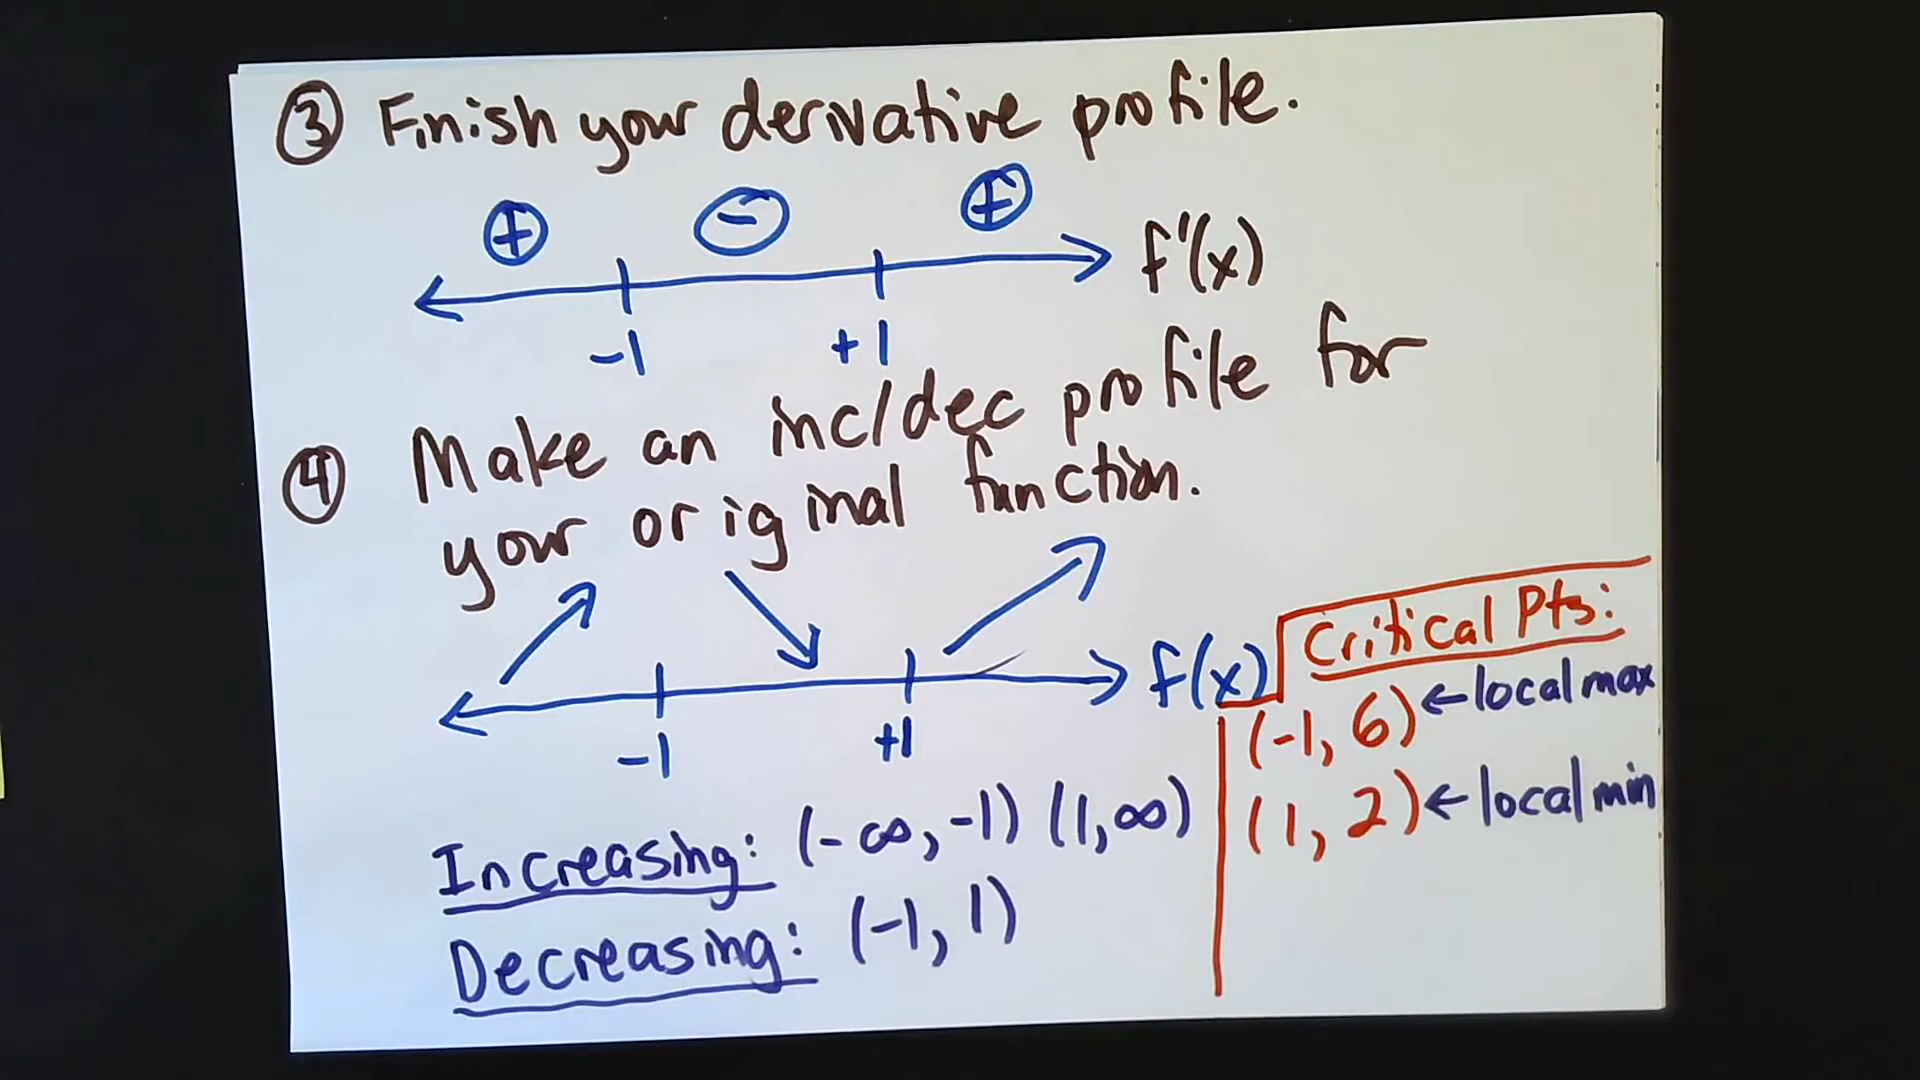 ③ Finish your derivative profile.
⊕ ⊖ ⊕
f'(x)
-1 +1
④ Make an inc/dec profile for
your original function.
f(x)
-1 +1
Increasing: (-∞, -1) (1, ∞)
Decreasing: (-1, 1)
Critical Pts:
(-1, 6) ← local max
(1, 2) ← local min